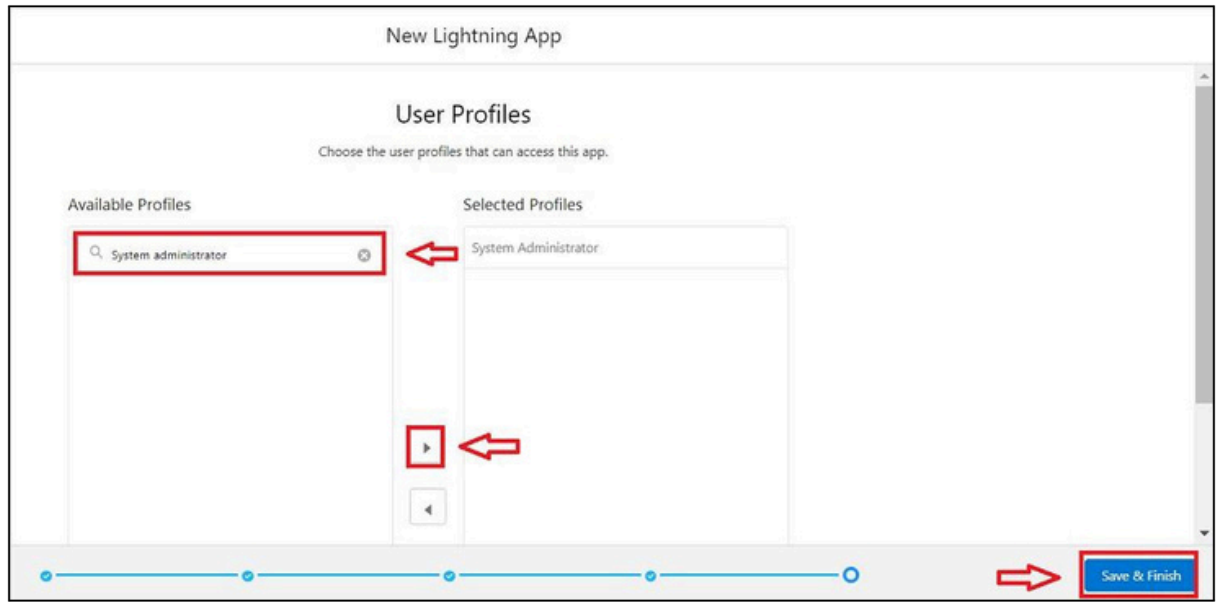 New Lightning App
User Profiles
Choose the user profiles that can access this app.
Available Profiles
Selected Profiles
System administrator
System Administrator
Save & Finish